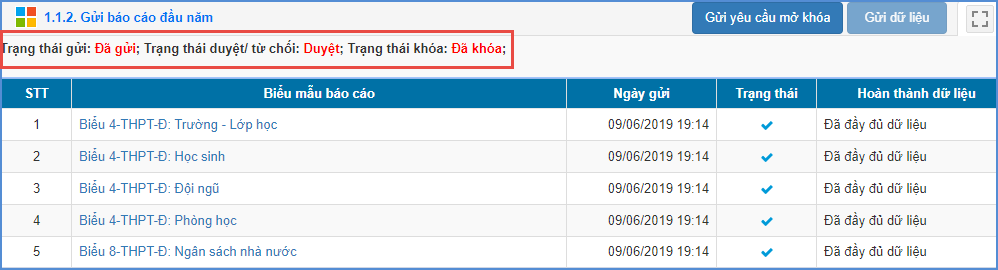 1.1.2. Gửi báo cáo đầu năm
Gửi yêu cầu mở khóa
Gửi dữ liệu
Trạng thái gửi: Đã gửi; Trạng thái duyệt/ từ chối: Duyệt; Trạng thái khóa: Đã khóa;
STT Biểu mẫu báo cáo Ngày gửi Trạng thái Hoàn thành dữ liệu
1 Biểu 4-THPT-Đ: Trường - Lớp học 09/06/2019 19:14 Đã đầy đủ dữ liệu
2 Biểu 4-THPT-Đ: Học sinh 09/06/2019 19:14 Đã đầy đủ dữ liệu
3 Biểu 4-THPT-Đ: Đội ngũ 09/06/2019 19:14 Đã đầy đủ dữ liệu
4 Biểu 4-THPT-Đ: Phòng học 09/06/2019 19:14 Đã đầy đủ dữ liệu
5 Biểu 8-THPT-Đ: Ngân sách nhà nước 09/06/2019 19:14 Đã đầy đủ dữ liệu